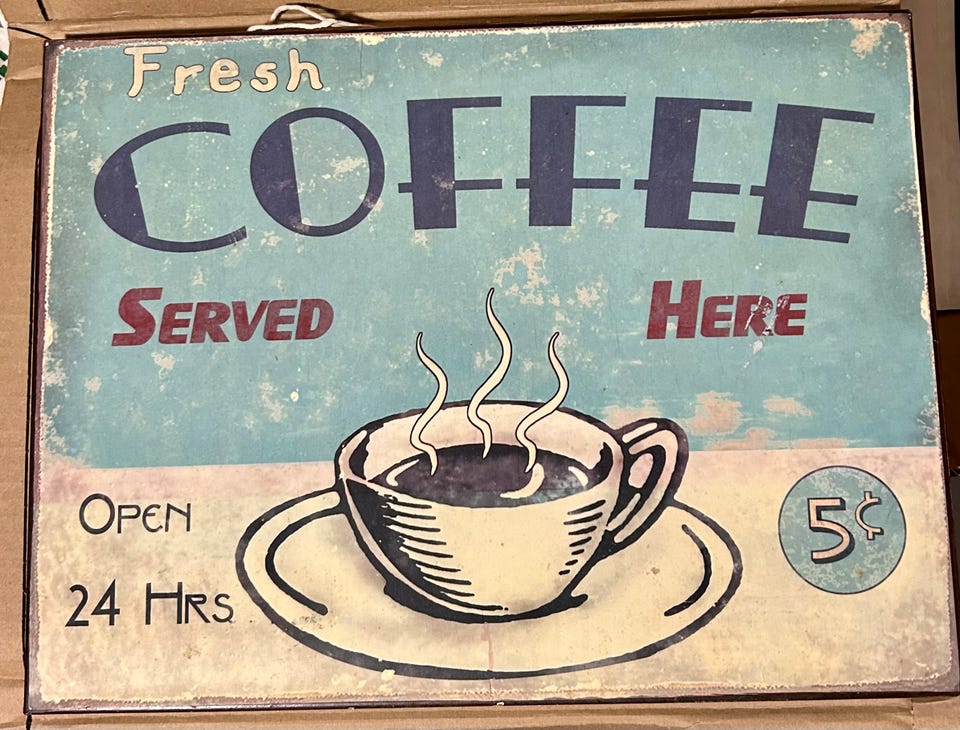 Fresh
COFFEE
SERVED HERE
OPEN
24 HRS
5¢